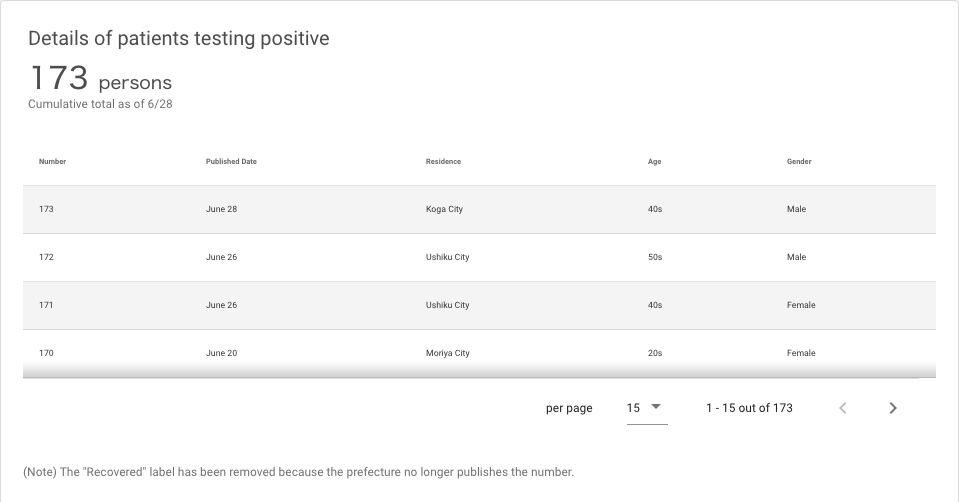 Details of patients testing positive
173 persons
Cumulative total as of 6/28
Number Published Date Residence Age Gender
173 June 28 Koga City 40s Male
172 June 26 Ushiku City 50s Male
171 June 26 Ushiku City 40s Female
170 June 20 Moriya City 20s Female
per page 15 1 - 15 out of 173
(Note) The "Recovered" label has been removed because the prefecture no longer publishes the number.